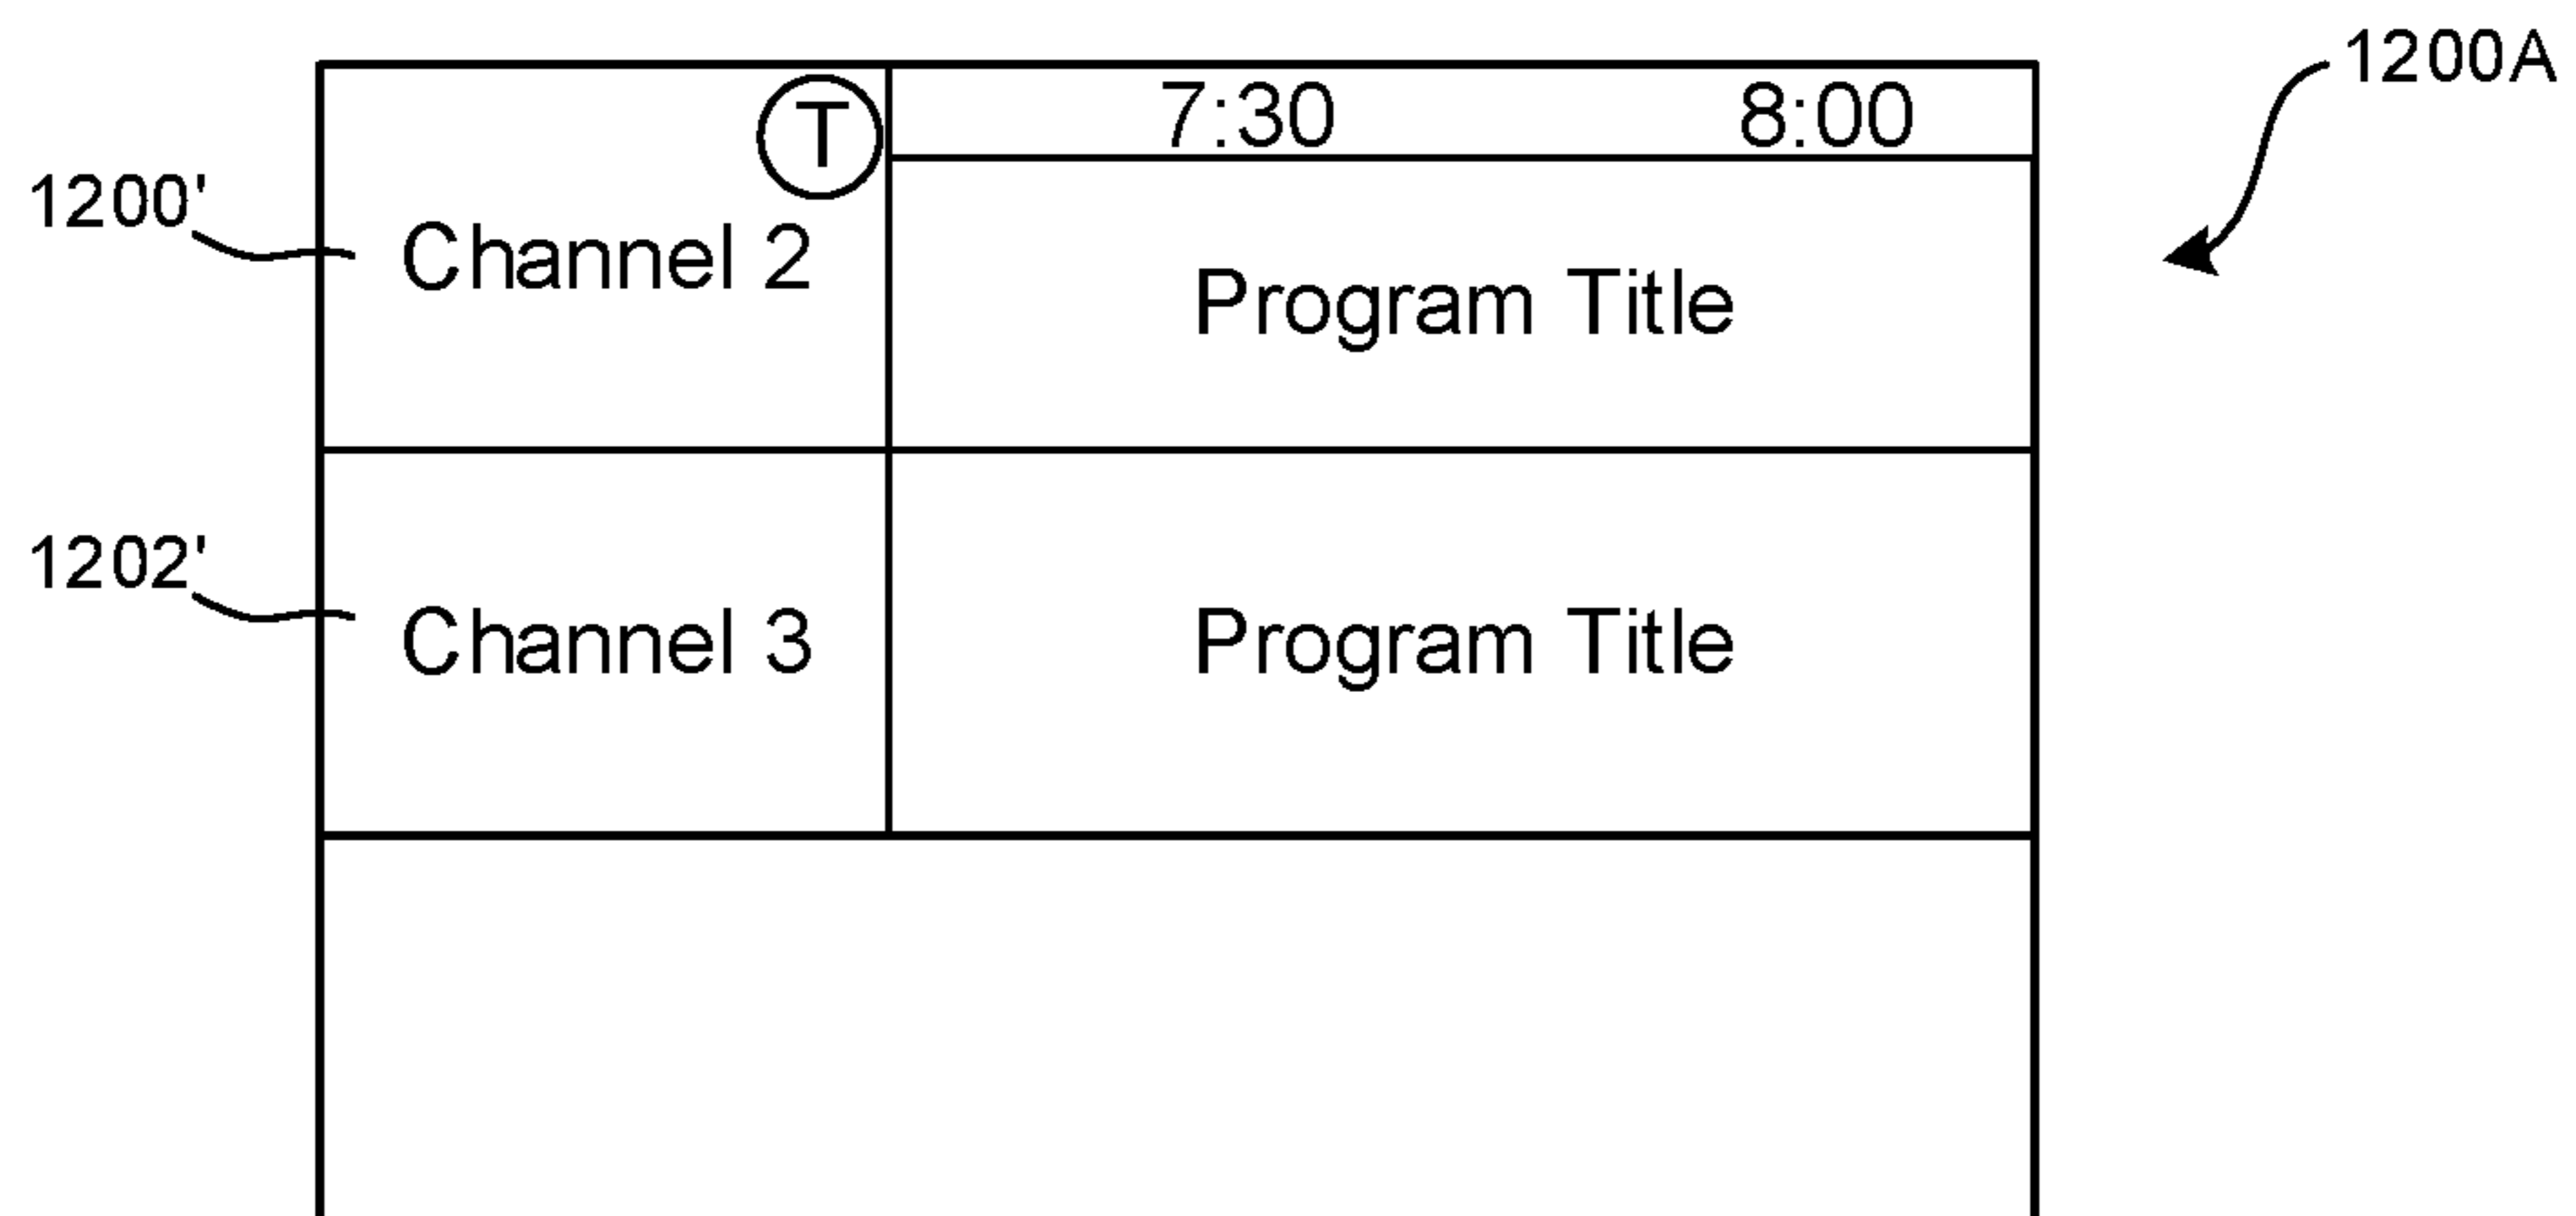 1200A
T 7:30 8:00
1200'
Channel 2 Program Title
1202'
Channel 3 Program Title